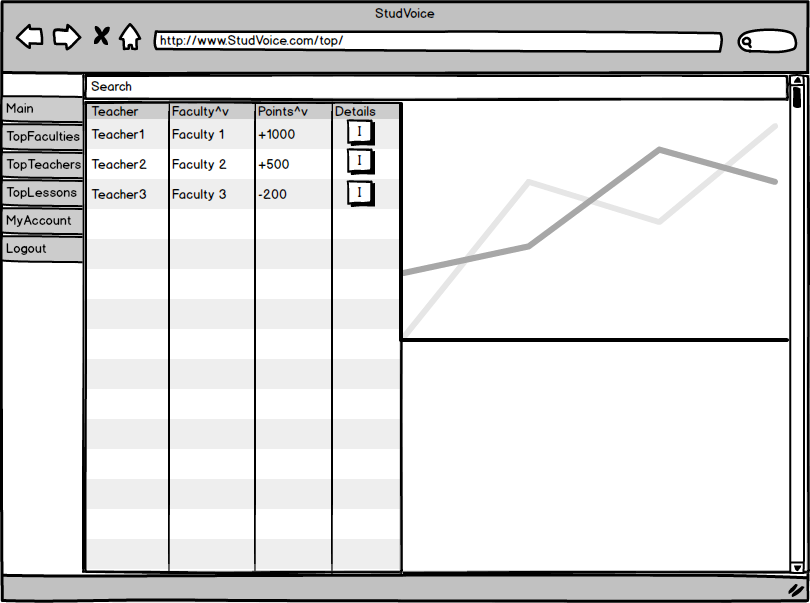 StudVoice
http://www.StudVoice.com/top/
Search
Main
TopFaculties
TopTeachers
TopLessons
MyAccount
Logout
Teacher Faculty^v Points^v Details
Teacher1 Faculty 1 +1000 I
Teacher2 Faculty 2 +500 I
Teacher3 Faculty 3 -200 I